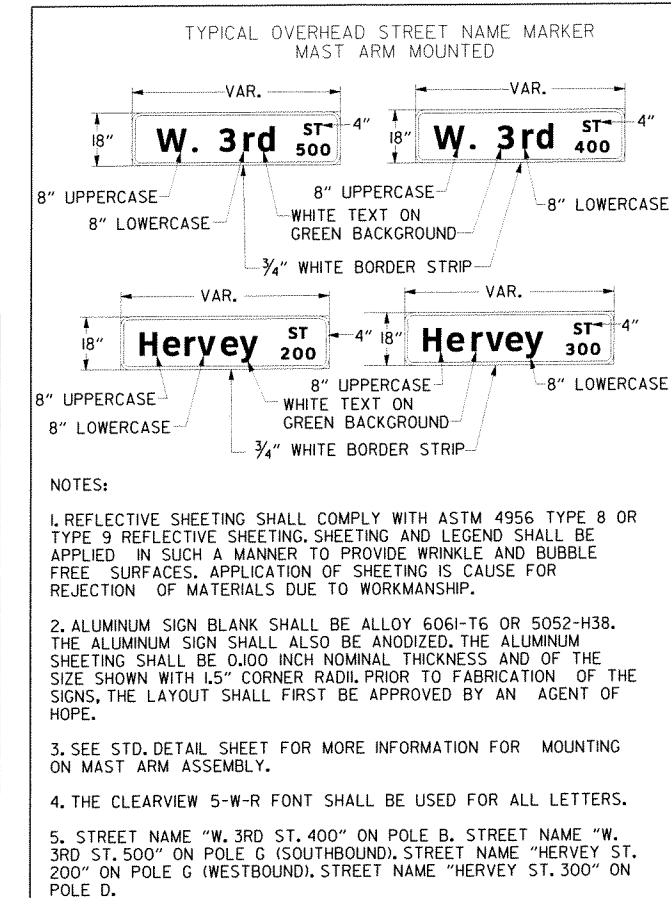 TYPICAL OVERHEAD STREET NAME MARKER
MAST ARM MOUNTED
VAR. VAR.
18" W. 3rd ST 500 4" 18" W. 3rd ST 400 4"
8" UPPERCASE 8" UPPERCASE
8" LOWERCASE WHITE TEXT ON 8" LOWERCASE
GREEN BACKGROUND
3/4" WHITE BORDER STRIP
VAR. VAR.
18" Hervey ST 200 4" 18" Hervey ST 300 4"
8" UPPERCASE 8" UPPERCASE 8" LOWERCASE
8" LOWERCASE WHITE TEXT ON
GREEN BACKGROUND
3/4" WHITE BORDER STRIP
NOTES:
1. REFLECTIVE SHEETING SHALL COMPLY WITH ASTM 4956 TYPE 8 OR
TYPE 9 REFLECTIVE SHEETING. SHEETING AND LEGEND SHALL BE
APPLIED IN SUCH A MANNER TO PROVIDE WRINKLE AND BUBBLE
FREE SURFACES. APPLICATION OF SHEETING IS CAUSE FOR
REJECTION OF MATERIALS DUE TO WORKMANSHIP.
2. ALUMINUM SIGN BLANK SHALL BE ALLOY 6061-T6 OR 5052-H38.
THE ALUMINUM SIGN SHALL ALSO BE ANODIZED. THE ALUMINUM
SHEETING SHALL BE 0.100 INCH NOMINAL THICKNESS AND OF THE
SIZE SHOWN WITH 1.5" CORNER RADII. PRIOR TO FABRICATION OF THE
SIGNS, THE LAYOUT SHALL FIRST BE APPROVED BY AN AGENT OF
HOPE.
3. SEE STD. DETAIL SHEET FOR MORE INFORMATION FOR MOUNTING
ON MAST ARM ASSEMBLY.
4. THE CLEARVIEW 5-W-R FONT SHALL BE USED FOR ALL LETTERS.
5. STREET NAME "W. 3RD ST. 400" ON POLE B. STREET NAME "W.
3RD ST. 500" ON POLE G (SOUTHBOUND). STREET NAME "HERVEY ST.
200" ON POLE G (WESTBOUND). STREET NAME "HERVEY ST. 300" ON
POLE D.